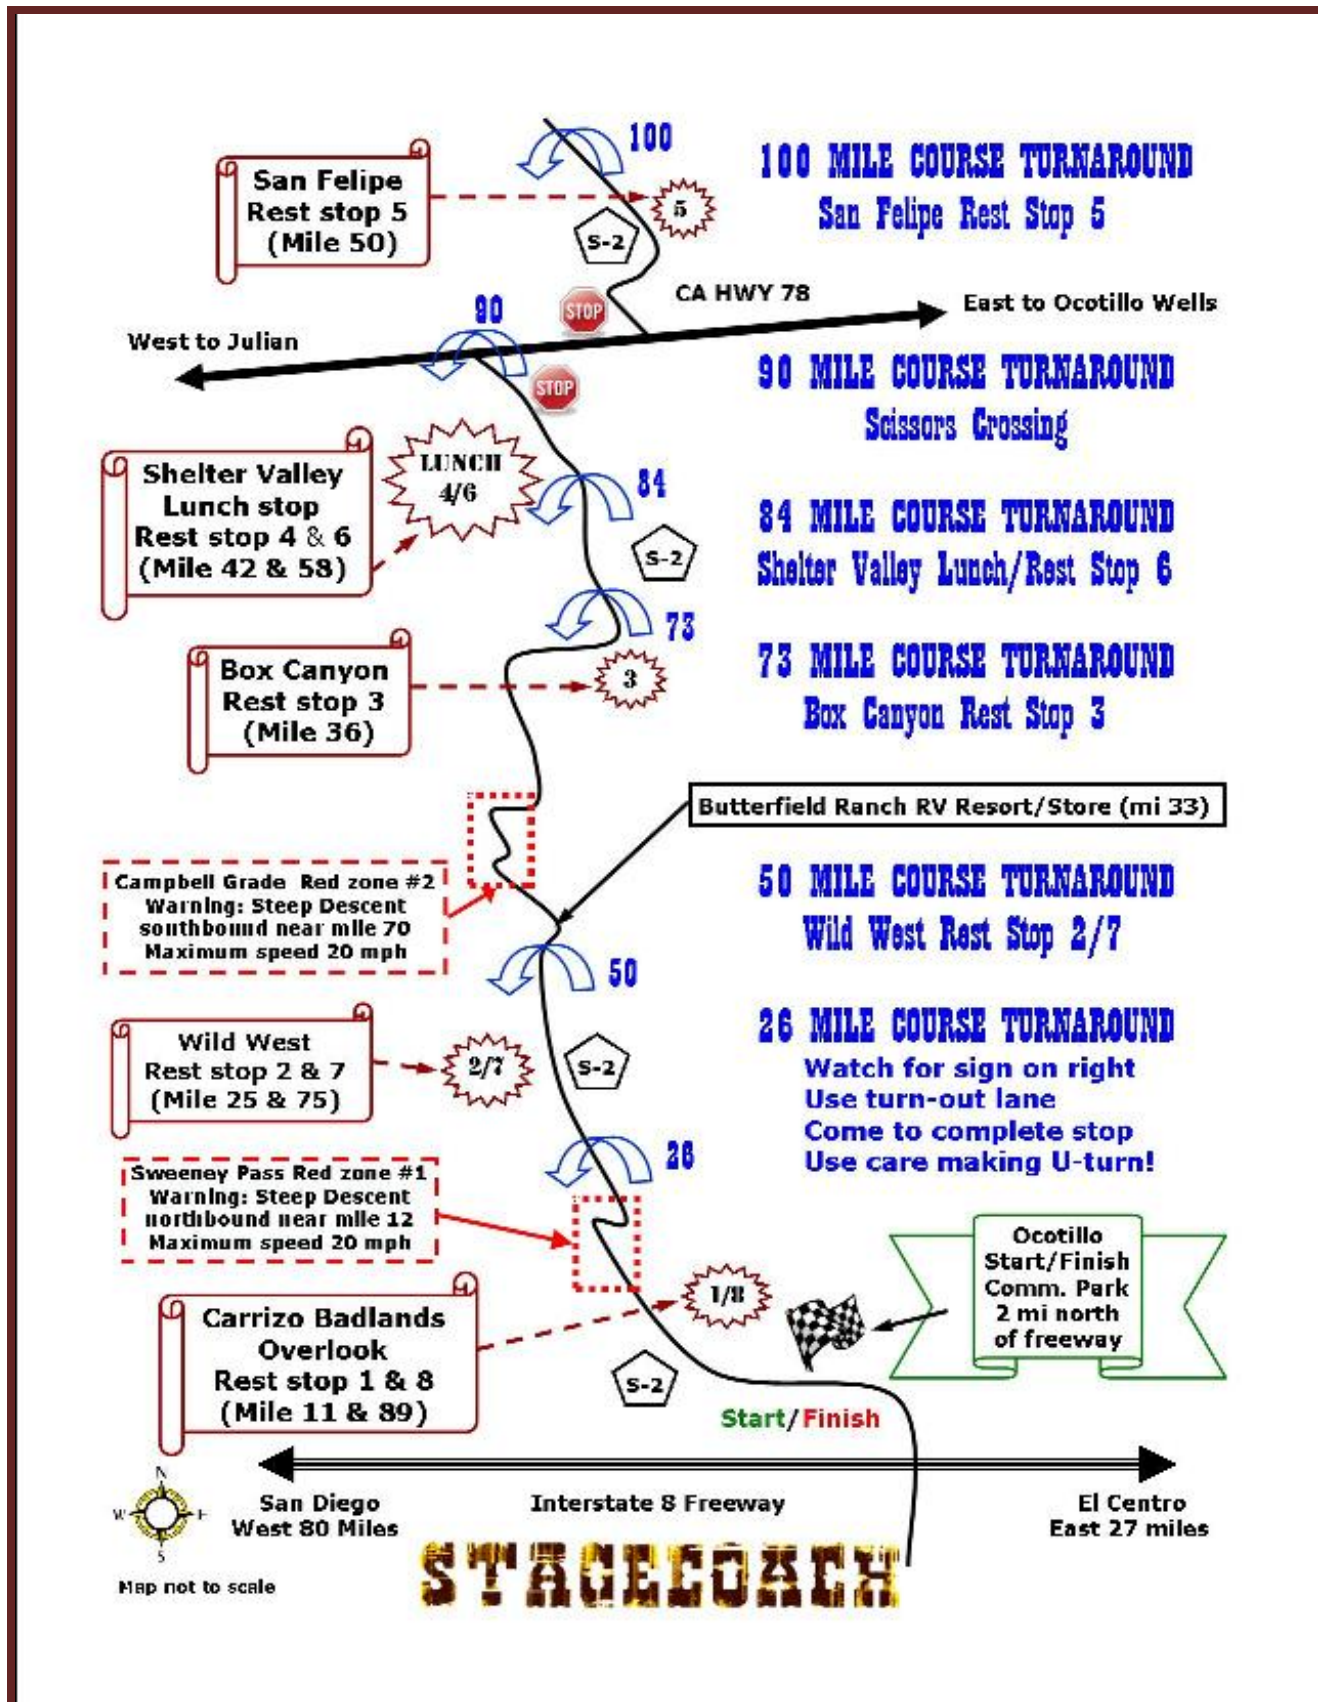 100
100 MILE COURSE TURNAROUND
San Felipe Rest Stop 5
San Felipe
Rest stop 5
(Mile 50)
5
S-2
CA HWY 78
East to Ocotillo Wells
STOP
90
West to Julian
STOP
90 MILE COURSE TURNAROUND
Scissors Crossing
Shelter Valley
Lunch stop
Rest stop 4 & 6
(Mile 42 & 58)
LUNCH
4/6
84
S-2
84 MILE COURSE TURNAROUND
Shelter Valley Lunch/Rest Stop 6
73
73 MILE COURSE TURNAROUND
Box Canyon Rest Stop 3
Box Canyon
Rest stop 3
(Mile 36)
3
Butterfield Ranch RV Resort/Store (mi 33)
Campbell Grade Red zone #2
Warning: Steep Descent
southbound near mile 70
Maximum speed 20 mph
50 MILE COURSE TURNAROUND
Wild West Rest Stop 2/7
50
Wild West
Rest stop 2 & 7
(Mile 25 & 75)
2/7
S-2
26 MILE COURSE TURNAROUND
Watch for sign on right
Use turn-out lane
Come to complete stop
Use care making U-turn!
26
Sweeney Pass Red zone #1
Warning: Steep Descent
northbound near mile 12
Maximum speed 20 mph
Ocotillo
Start/Finish
Comm. Park
2 mi north
of freeway
Carrizo Badlands
Overlook
Rest stop 1 & 8
(Mile 11 & 89)
1/8
S-2
Start/Finish
N
W E
S
San Diego
West 80 Miles
Interstate 8 Freeway
El Centro
East 27 miles
Map not to scale
STAGECOACH